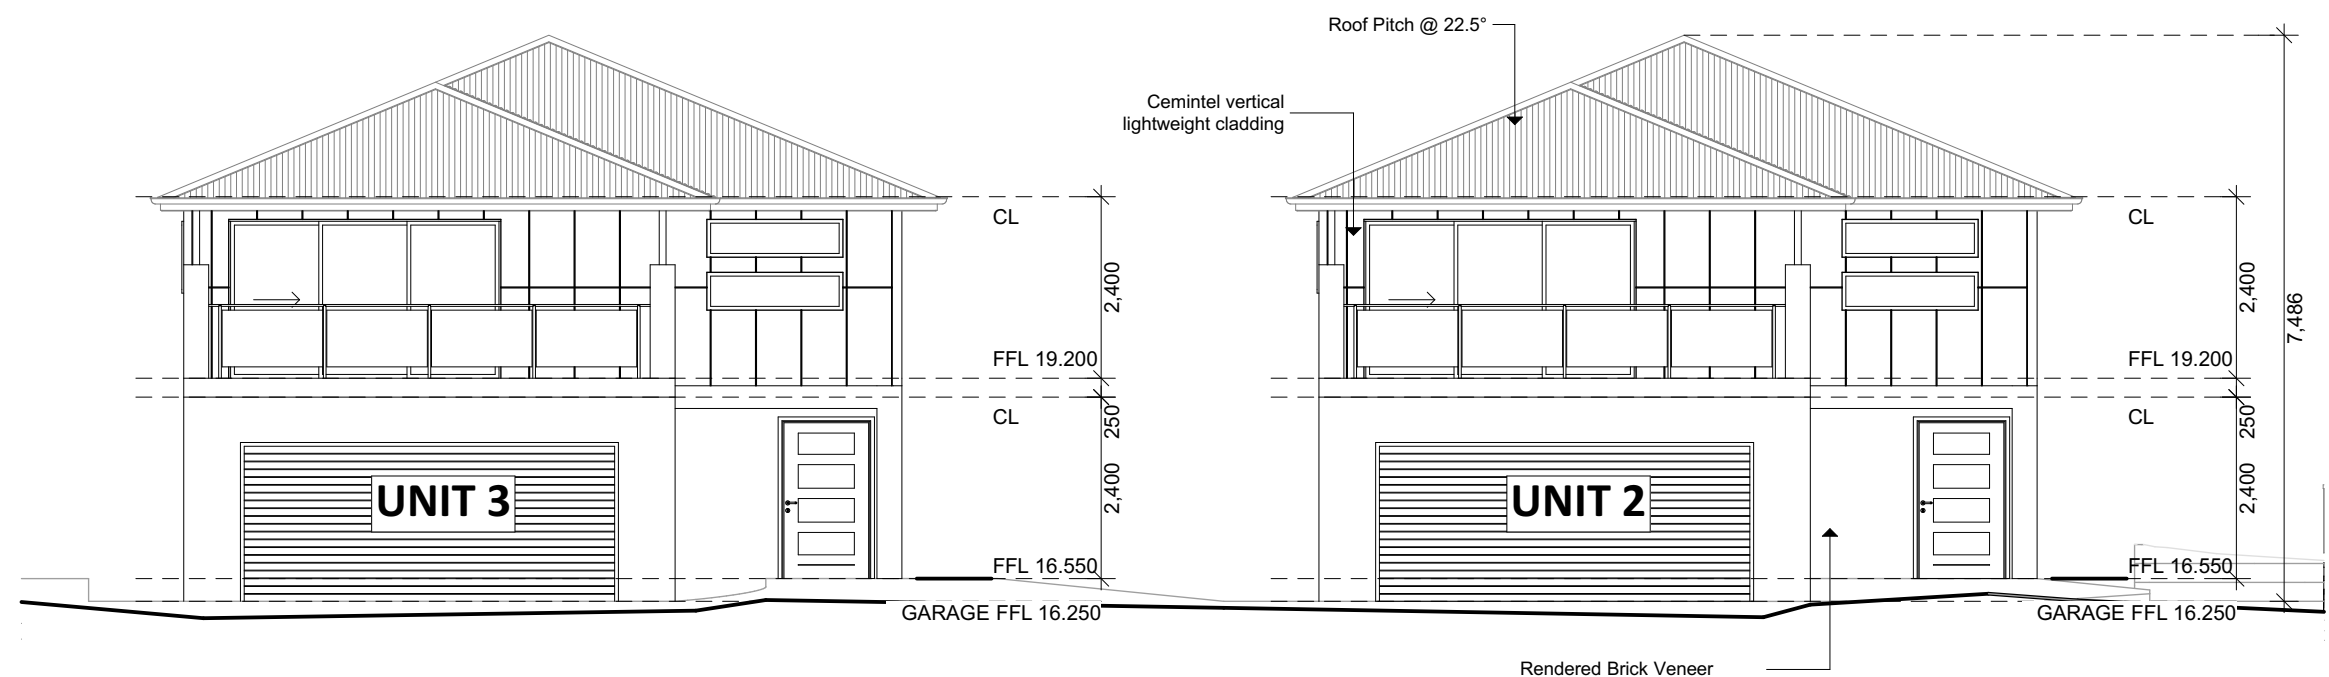 Roof Pitch @ 22.5°
Cemintel vertical
lightweight cladding
CL
2,400
FFL 19.200
250
CL
2,400
FFL 16.550
GARAGE FFL 16.250
UNIT 3
CL
2,400
7,486
FFL 19.200
250
CL
2,400
FFL 16.550
GARAGE FFL 16.250
UNIT 2
Rendered Brick Veneer